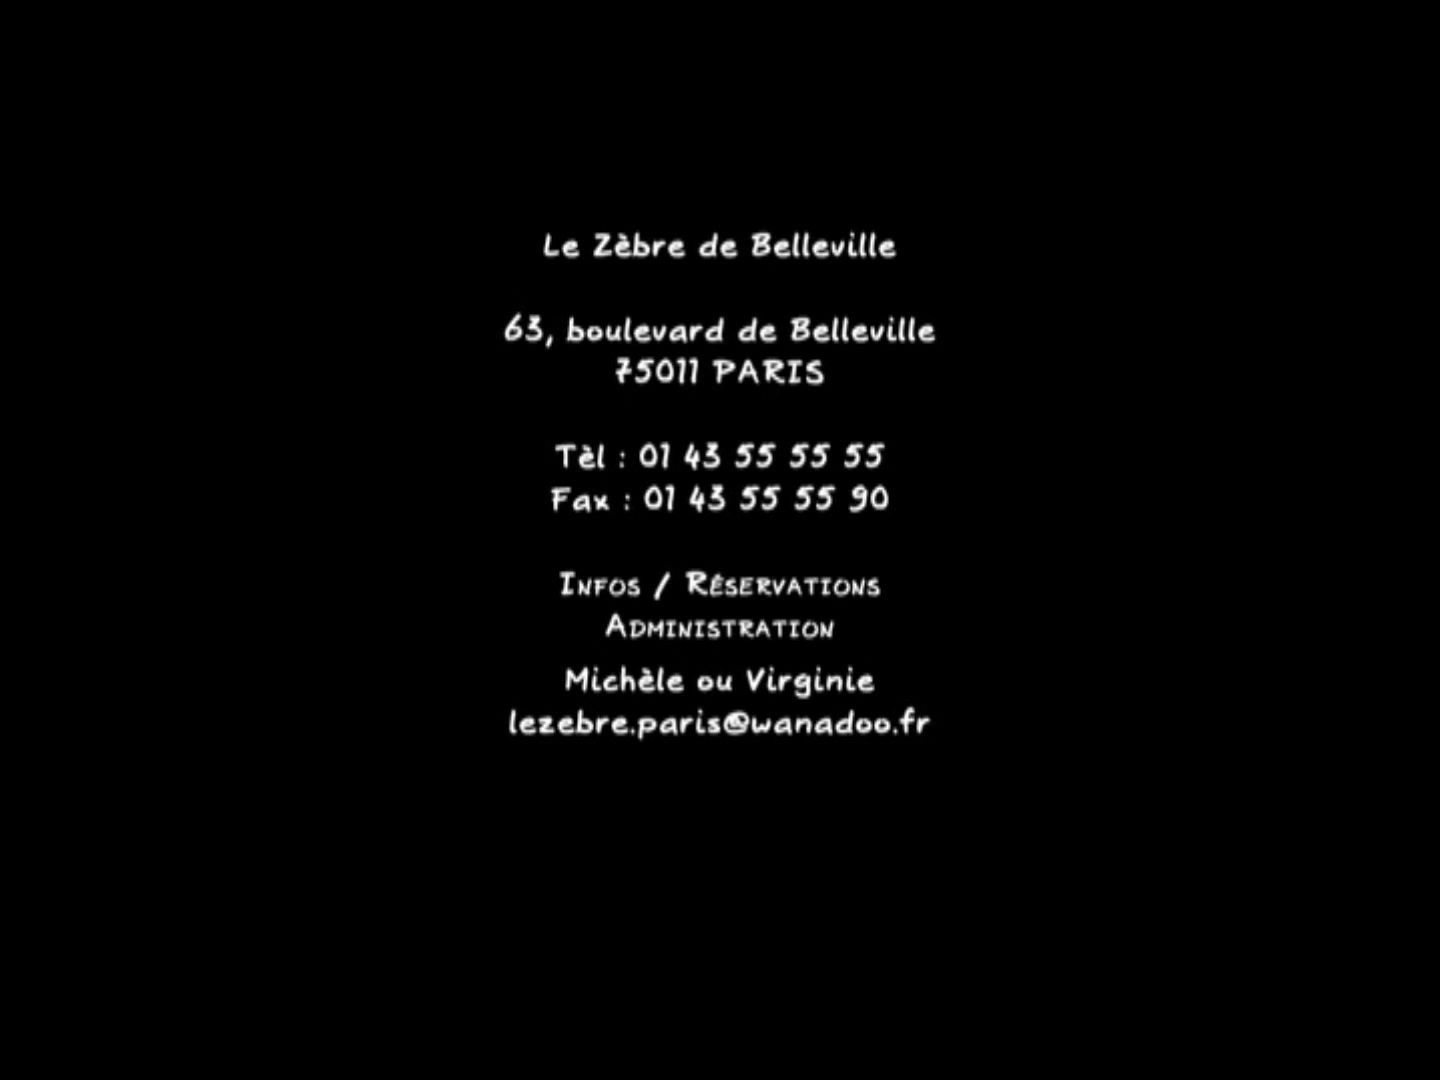 Le Zèbre de Belleville
63, boulevard de Belleville
75011 PARIS
Tèl : 01 43 55 55 55
Fax : 01 43 55 55 90
INFOS / RÉSERVATIONS
ADMINISTRATION
Michèle ou Virginie
lezebre.paris@wanadoo.fr